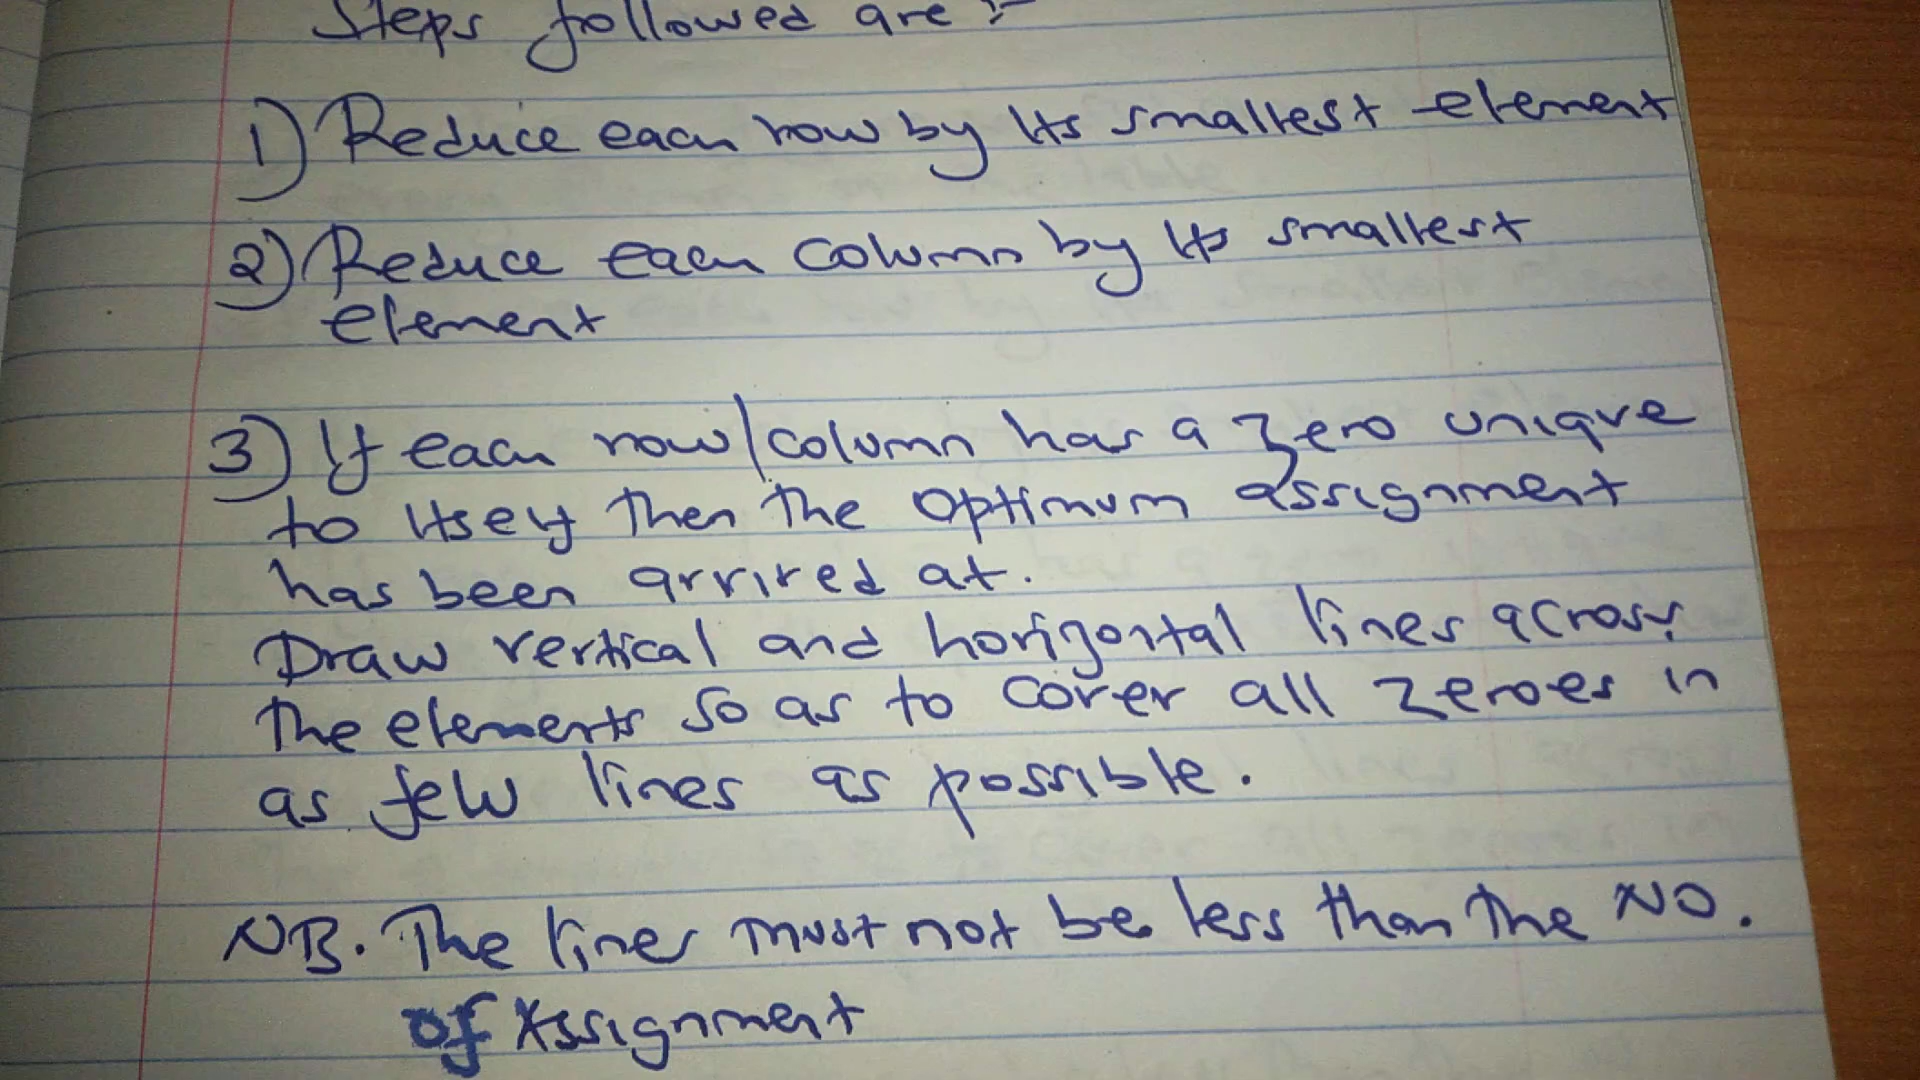 Steps followed are :-
1) Reduce each row by its smallest element
2) Reduce each column by its smallest
element
3) If each row/column has a zero unique
to itself then the optimum assignment
has been arrived at.
Draw vertical and horizontal lines across
the elements so as to cover all zeroes in
as few lines as possible.
NB. The lines must not be less than the NO.
of Assignment